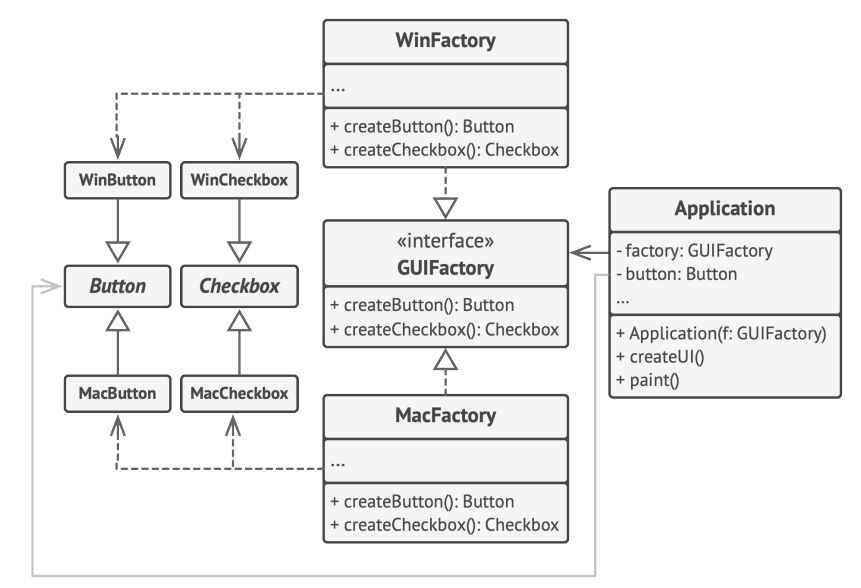 WinFactory
...
+ createButton(): Button
+ createCheckbox(): Checkbox
WinButton
WinCheckbox
Button
Checkbox
MacButton
MacCheckbox
«interface»
GUIFactory
+ createButton(): Button
+ createCheckbox(): Checkbox
MacFactory
...
+ createButton(): Button
+ createCheckbox(): Checkbox
Application
- factory: GUIFactory
- button: Button
...
+ Application(f: GUIFactory)
+ createUI()
+ paint()